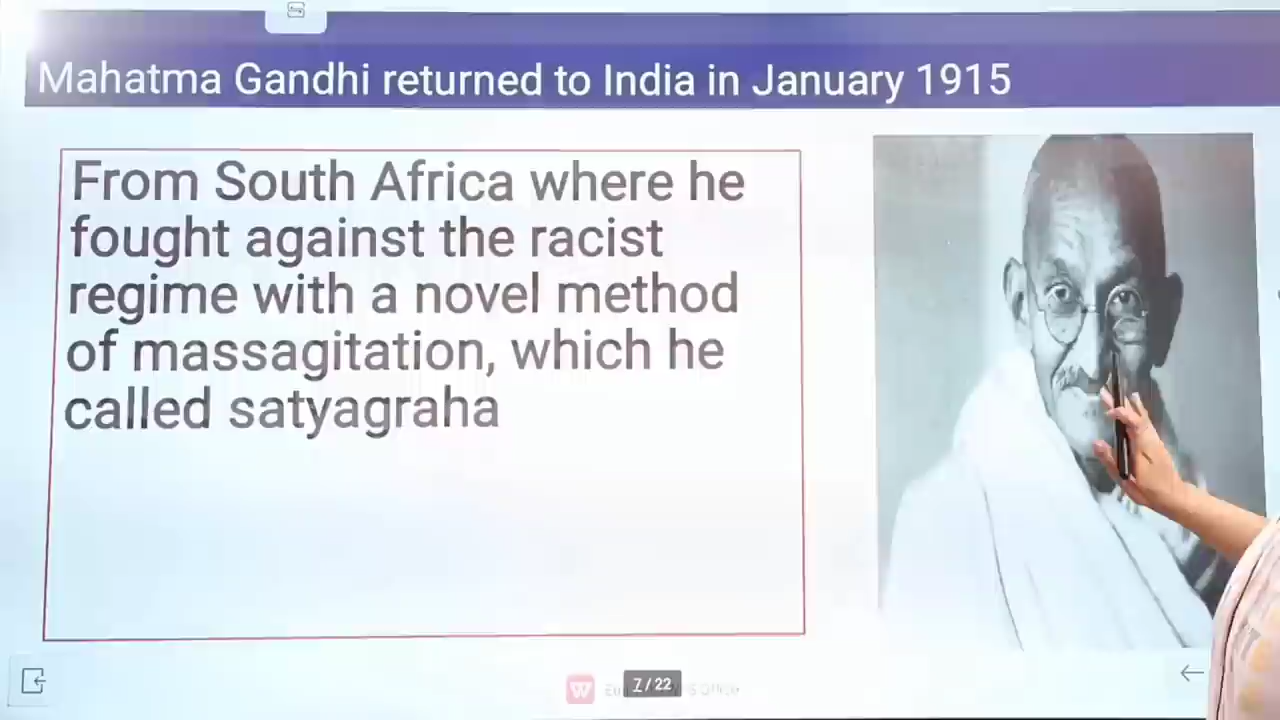 Mahatma Gandhi returned to India in January 1915
From South Africa where he
fought against the racist
regime with a novel method
of massagitation, which he
called satyagraha
7/22